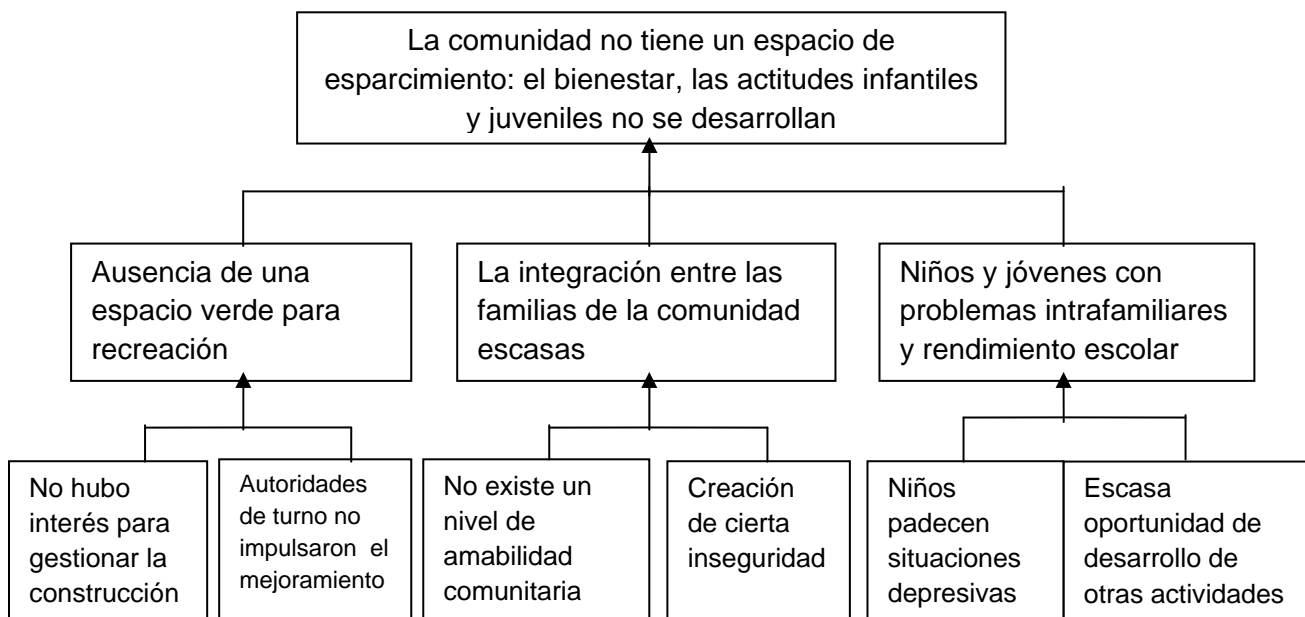 La comunidad no tiene un espacio de
esparcimiento: el bienestar, las actitudes infantiles
y juveniles no se desarrollan
Ausencia de una
espacio verde para
recreación
La integración entre las
familias de la comunidad
escasas
Niños y jóvenes con
problemas intrafamiliares
y rendimiento escolar
No hubo
interés para
gestionar la
construcción
Autoridades
de turno no
impulsaron el
mejoramiento
No existe un
nivel de
amabilidad
comunitaria
Creación
de cierta
inseguridad
Niños
padecen
situaciones
depresivas
Escasa
oportunidad de
desarrollo de
otras actividades